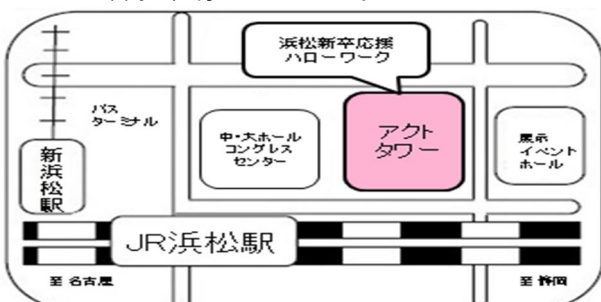 浜松新卒応援
ハローワーク
バス
ターミナル
中・大ホール
コングレス
センター
アクト
タワー
展示
イベント
ホール
新浜松駅
JR浜松駅
至 名古屋
至 静岡